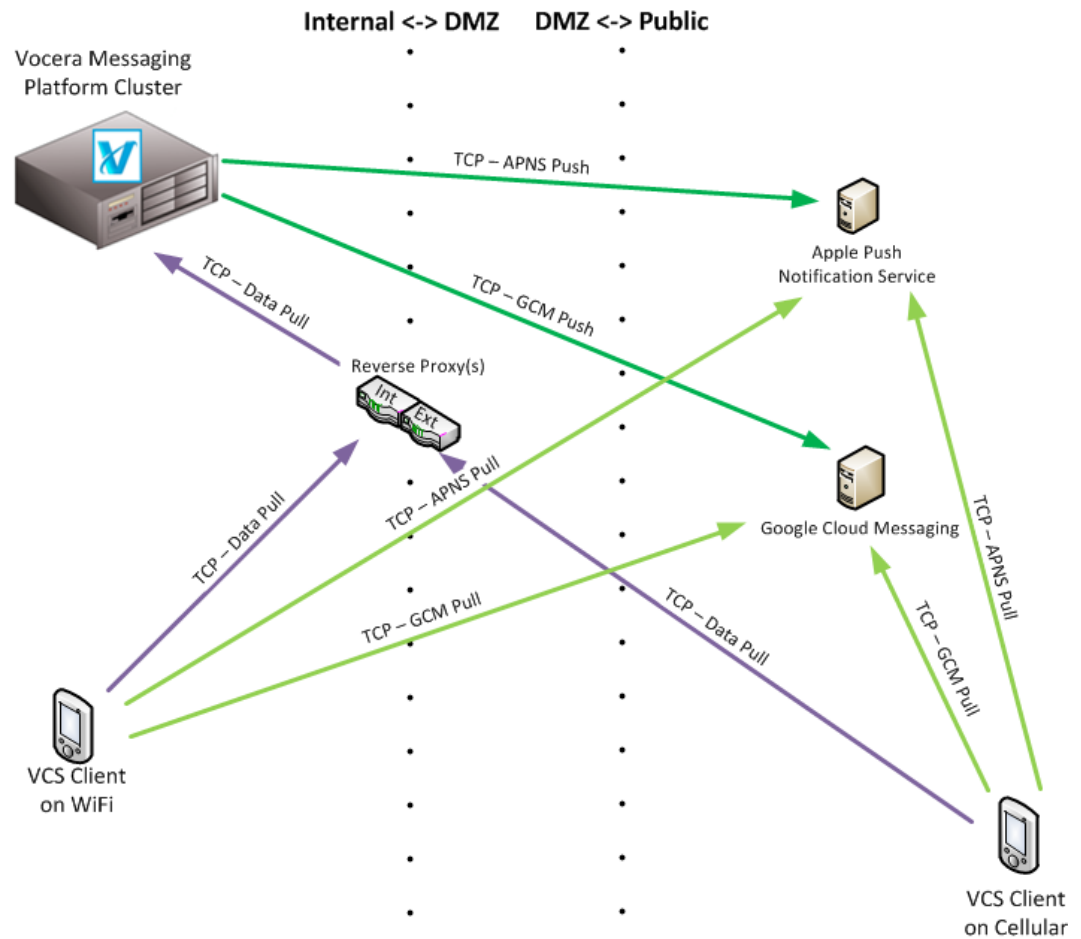 Internal <-> DMZ
DMZ <-> Public
Vocera Messaging
Platform Cluster
TCP – APNS Push
Apple Push
Notification Service
TCP – Data Pull
TCP – GCM Push
Reverse Proxy(s)
Int
Ext
TCP – APNS Pull
Google Cloud Messaging
TCP – Data Pull
TCP – APNS Pull
TCP – GCM Pull
TCP – Data Pull
TCP – GCM Pull
VCS Client
on WiFi
VCS Client
on Cellular